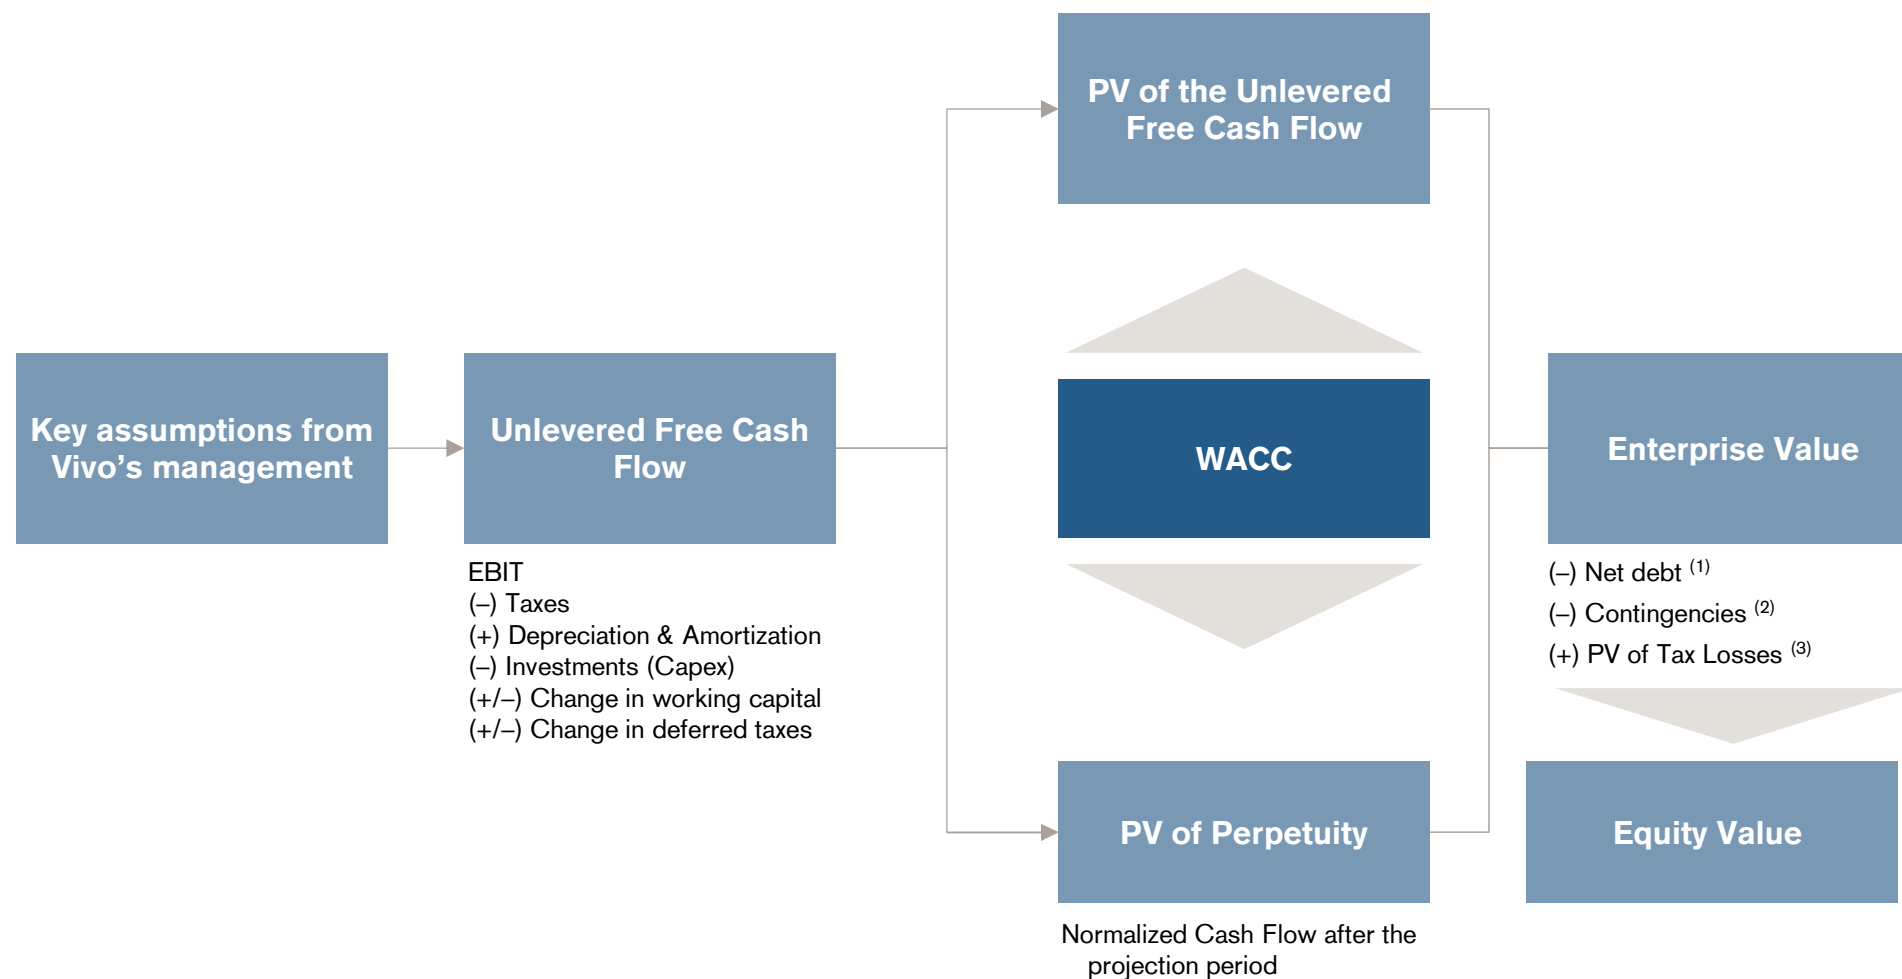 PV of the Unlevered
Free Cash Flow
Key assumptions from
Vivo’s management
Unlevered Free Cash
Flow
WACC
Enterprise Value
EBIT
(–) Taxes
(+) Depreciation & Amortization
(–) Investments (Capex)
(+/–) Change in working capital
(+/–) Change in deferred taxes
(–) Net debt (1)
(–) Contingencies (2)
(+) PV of Tax Losses (3)
PV of Perpetuity
Equity Value
Normalized Cash Flow after the
projection period